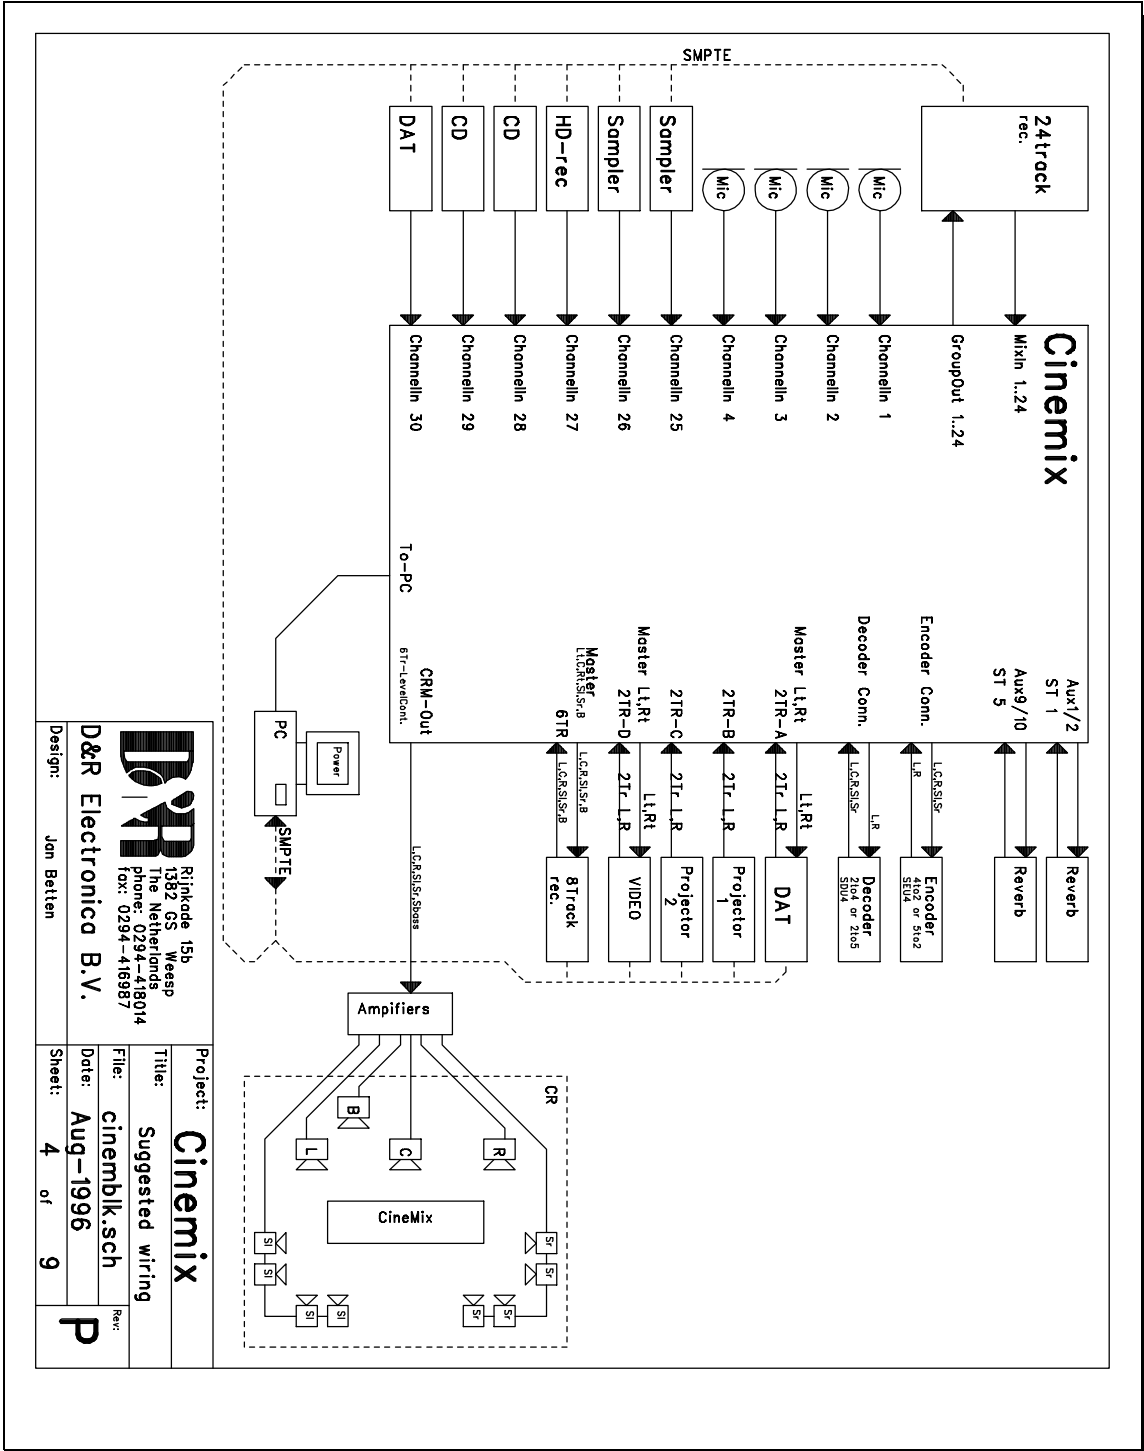 SMPTE
24track
rec.
Mic
Mic
Mic
Mic
Sampler
Sampler
HD-rec
CD
CD
DAT
Cinemix
MixIn 1..24
GroupOut 1..24
ChannelIn 1
ChannelIn 2
ChannelIn 3
ChannelIn 4
ChannelIn 25
ChannelIn 26
ChannelIn 27
ChannelIn 28
ChannelIn 29
ChannelIn 30
To-PC
Aux1/2
ST 1
Aux9/10
ST 5
Encoder Conn.
Decoder Conn.
Master Lt,Rt
2TR-A
2TR-B
2TR-C
Master Lt,Rt
2TR-D
Master
Lt,C,Rt,Sl,Sr,B
6TR
CRM-Out
6Tr-LevelCont.
L,C,R,Sl,Sr
L,R
L,R
L,C,R,Sl,Sr
Lt,Rt
2Tr L,R
2Tr L,R
2Tr L,R
Lt,Rt
2Tr L,R
L,C,R,Sl,Sr,B
L,C,R,Sl,Sr,B
L,C,R,Sl,Sr,Sbass
Reverb
Reverb
Encoder
4to2 or 5to2
SEU4
Decoder
2to4 or 2to5
SDU4
DAT
Projector
1
Projector
2
VIDEO
8Track
rec.
Power
PC
SMPTE
Ampifiers
CR
R
C
L
B
CineMix
Sr
Sr
Sr
Sr
Sl
Sl
Sl
Sl
D&R
Rijnkade 15b
1382 GS Weesp
The Netherlands
phone: 0294-418014
fax: 0294-416987
D&R Electronica B.V.
Design: Jan Betten
Project: Cinemix
Title: Suggested wiring
File: cinemblk.sch
Date: Aug-1996
Sheet: 4 of 9
Rev: P